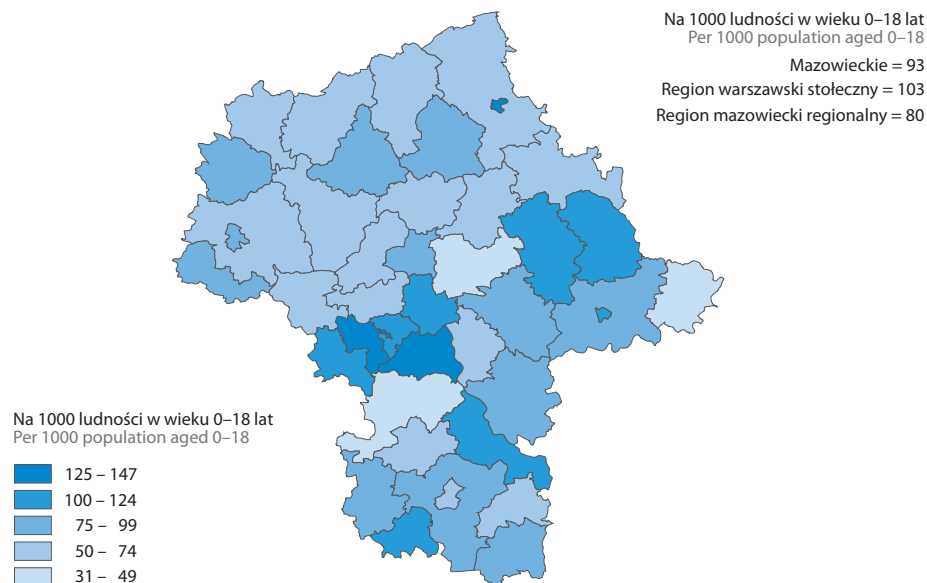 Na 1000 ludności w wieku 0–18 lat
Per 1000 population aged 0–18
Mazowieckie = 93
Region warszawski stołeczny = 103
Region mazowiecki regionalny = 80
Na 1000 ludności w wieku 0–18 lat
Per 1000 population aged 0–18
125 – 147
100 – 124
75 – 99
50 – 74
31 – 49